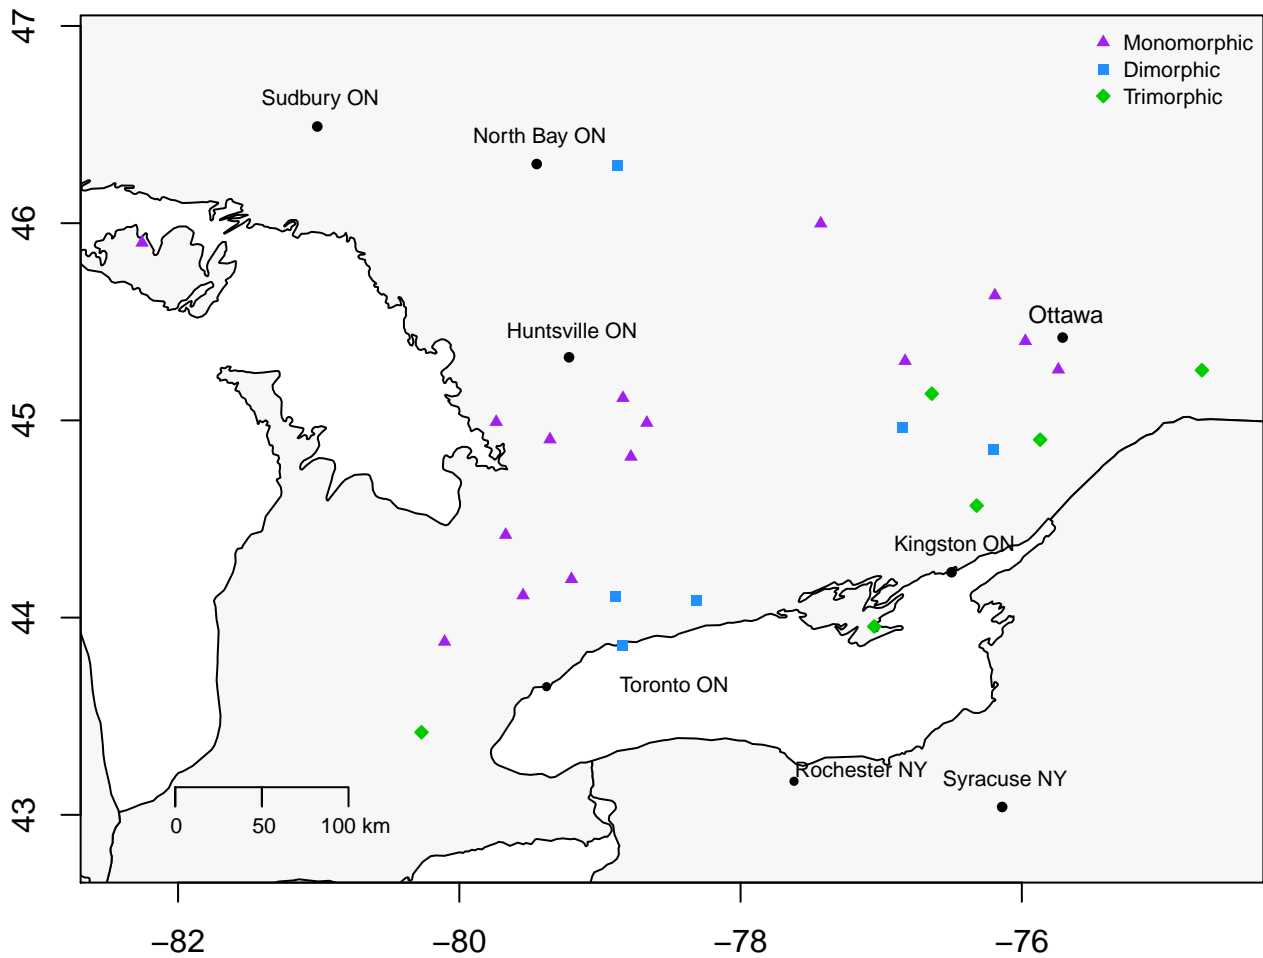 47
46
45
44
43
Monomorphic
Dimorphic
Trimorphic
Sudbury ON
North Bay ON
Huntsville ON
Ottawa
Kingston ON
Toronto ON
Rochester NY
Syracuse NY
0 50 100 km
−82 −80 −78 −76